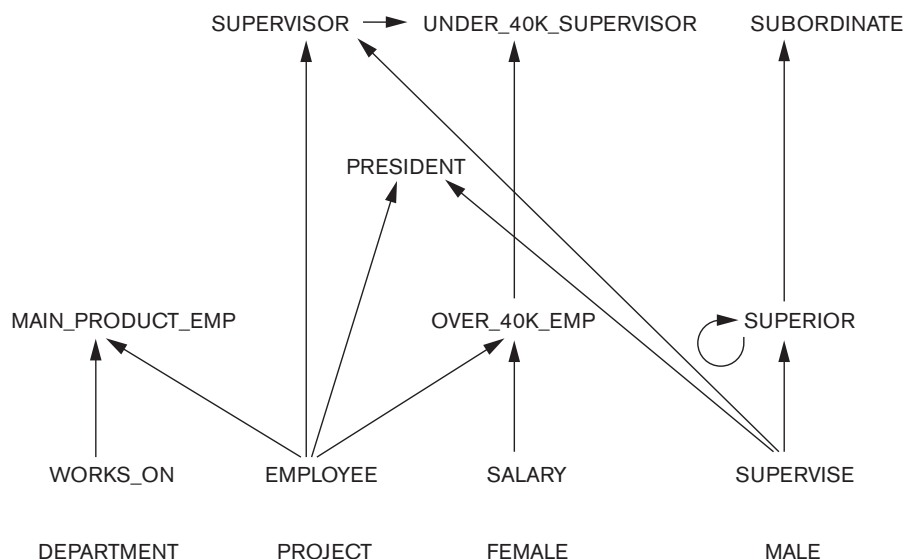 SUPERVISOR UNDER_40K_SUPERVISOR SUBORDINATE
PRESIDENT
MAIN_PRODUCT_EMP OVER_40K_EMP SUPERIOR
WORKS_ON EMPLOYEE SALARY SUPERVISE
DEPARTMENT PROJECT FEMALE MALE